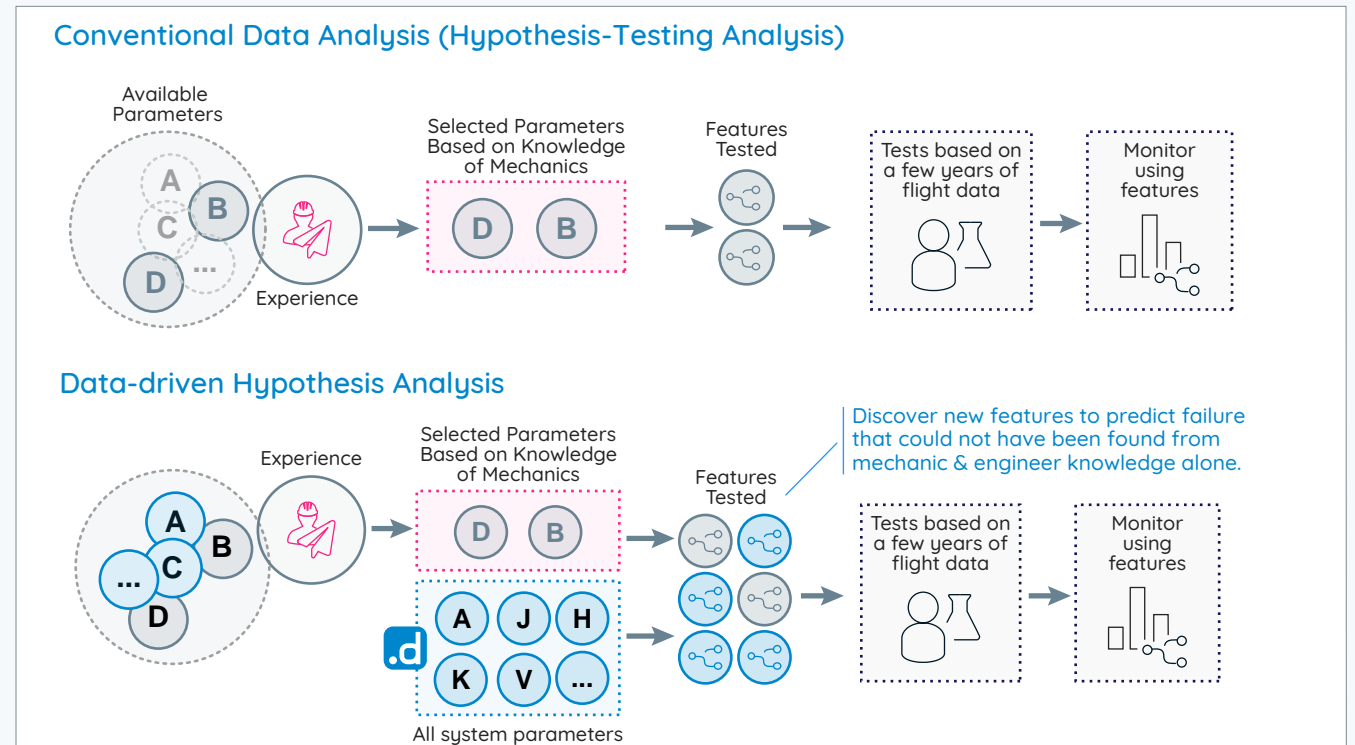 Conventional Data Analysis (Hypothesis-Testing Analysis)
Available
Parameters
A
B
C
...
D
Experience
Selected Parameters
Based on Knowledge
of Mechanics
D
B
Features
Tested
Tests based on
a few years of
flight data
Monitor
using
features
Data-driven Hypothesis Analysis
A
B
C
...
D
Experience
Selected Parameters
Based on Knowledge
of Mechanics
D
B
.d
A
J
H
K
V
...
All system parameters
Features
Tested
Discover new features to predict failure
that could not have been found from
mechanic & engineer knowledge alone.
Tests based on
a few years of
flight data
Monitor
using
features